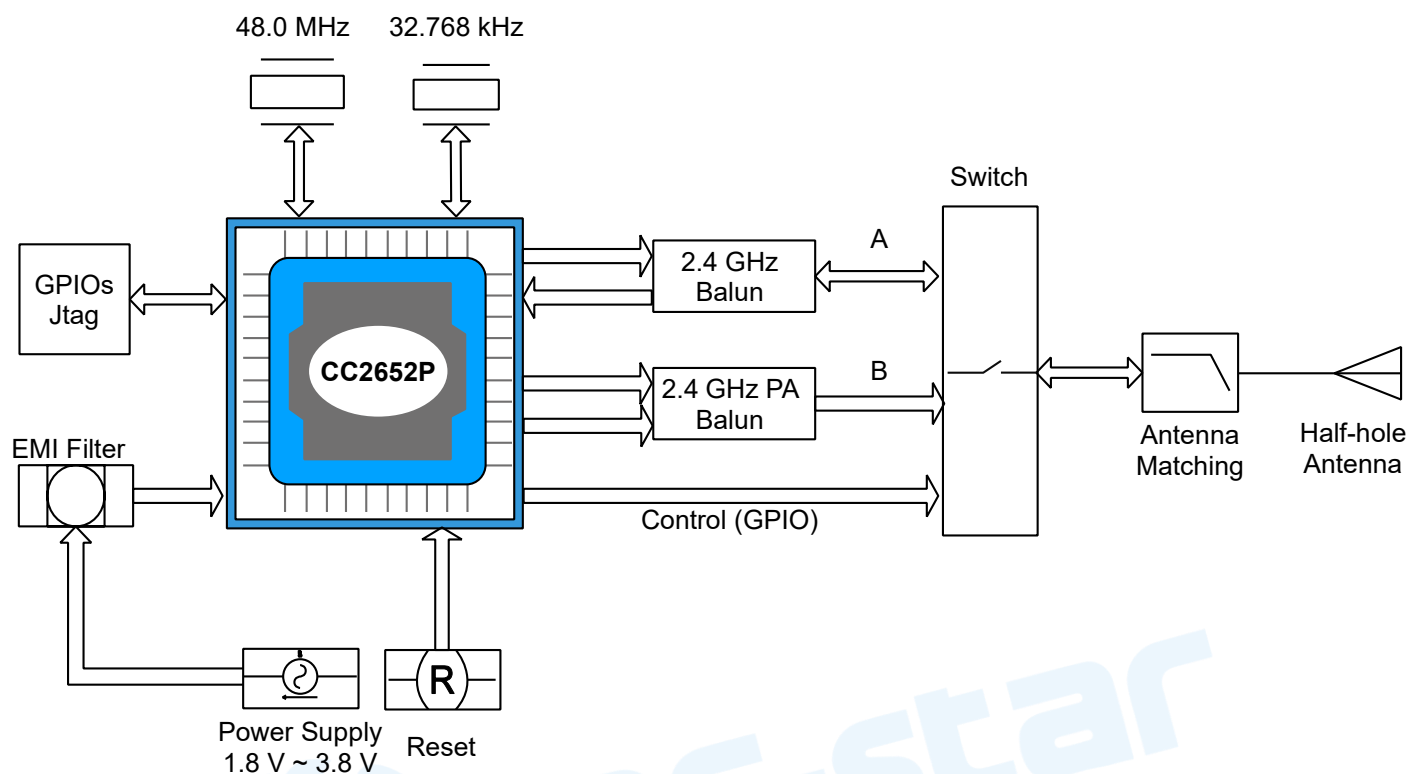 48.0 MHz
32.768 kHz
Switch
GPIOs
Jtag
2.4 GHz
Balun
A
CC2652P
2.4 GHz PA
Balun
B
EMI Filter
Antenna
Matching
Half-hole
Antenna
Control (GPIO)
R
Power Supply
1.8 V ~ 3.8 V
Reset